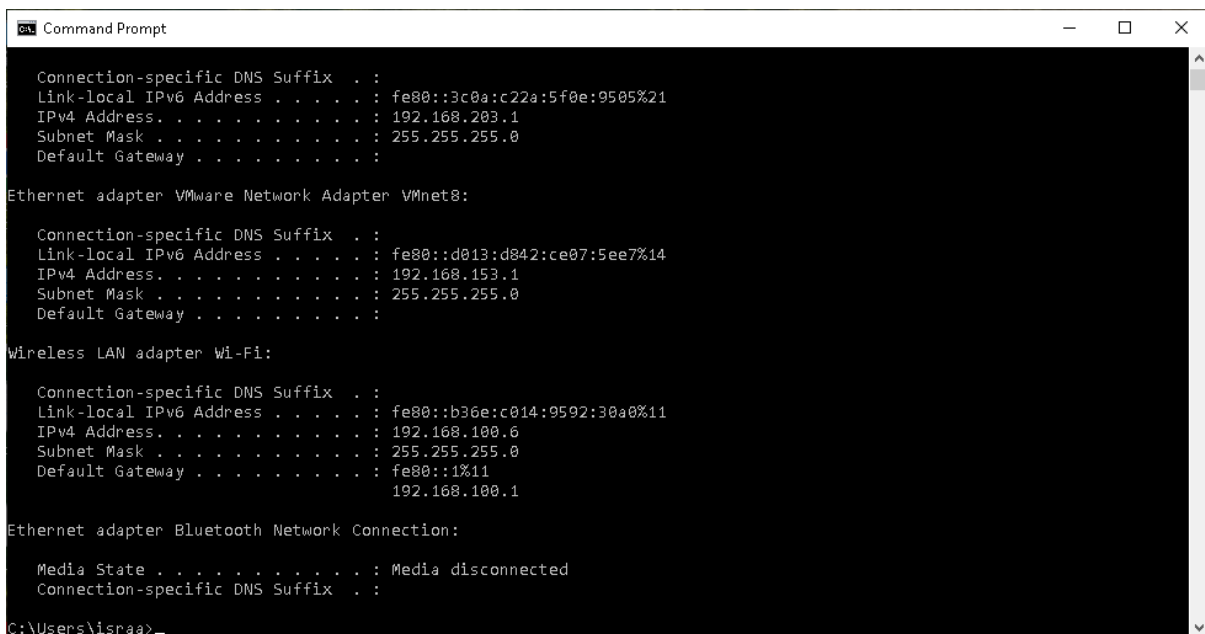 Command Prompt
Connection-specific DNS Suffix  . :
Link-local IPv6 Address . . . . . : fe80::3c0a:c22a:5f0e:9505%21
IPv4 Address. . . . . . . . . . . : 192.168.203.1
Subnet Mask . . . . . . . . . . . : 255.255.255.0
Default Gateway . . . . . . . . . :
Ethernet adapter VMware Network Adapter VMnet8:
Connection-specific DNS Suffix  . :
Link-local IPv6 Address . . . . . : fe80::d013:d842:ce07:5ee7%14
IPv4 Address. . . . . . . . . . . : 192.168.153.1
Subnet Mask . . . . . . . . . . . : 255.255.255.0
Default Gateway . . . . . . . . . :
Wireless LAN adapter Wi-Fi:
Connection-specific DNS Suffix  . :
Link-local IPv6 Address . . . . . : fe80::b36e:c014:9592:30a0%11
IPv4 Address. . . . . . . . . . . : 192.168.100.6
Subnet Mask . . . . . . . . . . . : 255.255.255.0
Default Gateway . . . . . . . . . : fe80::1%11
192.168.100.1
Ethernet adapter Bluetooth Network Connection:
Media State . . . . . . . . . . . : Media disconnected
Connection-specific DNS Suffix  . :
C:\Users\israa>_